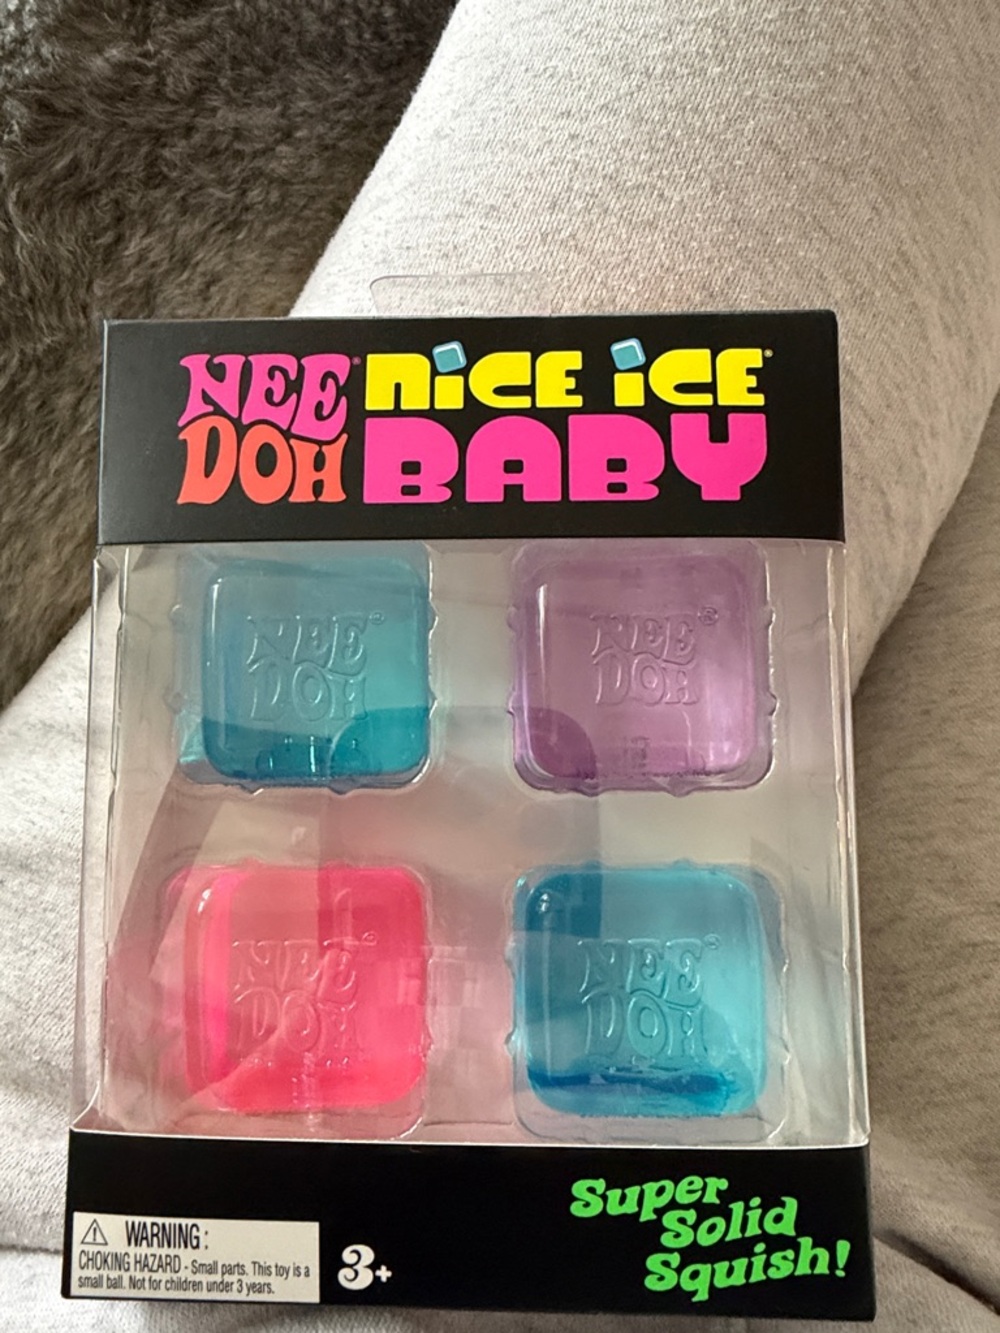 NEE DOH® NiCE iCE®
BABY
NEE®
DOH
NEE®
DOH
NEE®
DOH
NEE®
DOH
Super
Solid
Squish!
⚠ WARNING:
CHOKING HAZARD - Small parts. This toy is a
small ball. Not for children under 3 years.
3+